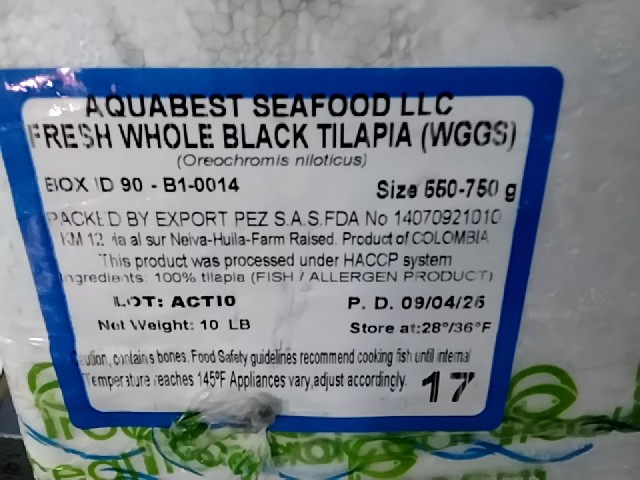 AQUABEST SEAFOOD LLC
FRESH WHOLE BLACK TILAPIA (WGGS)
(Oreochromis niloticus)
BOX ID 90 - B1-0014
Size 550-750 g
PACKED BY EXPORT PEZ S.A.S. FDA No 14070921010
KM 12 vía al sur Neiva-Huila-Farm Raised. Product of COLOMBIA
This product was processed under HACCP system
Ingredients: 100% tilapia (FISH / ALLERGEN PRODUCT)
LOT: ACT10
P. D. 09/04/25
Net Weight: 10 LB
Store at:28°/36°F
Caution, contains bones. Food Safety guidelines recommend cooking fish until internal
Temperature reaches 145°F Appliances vary,adjust accordingly.
17